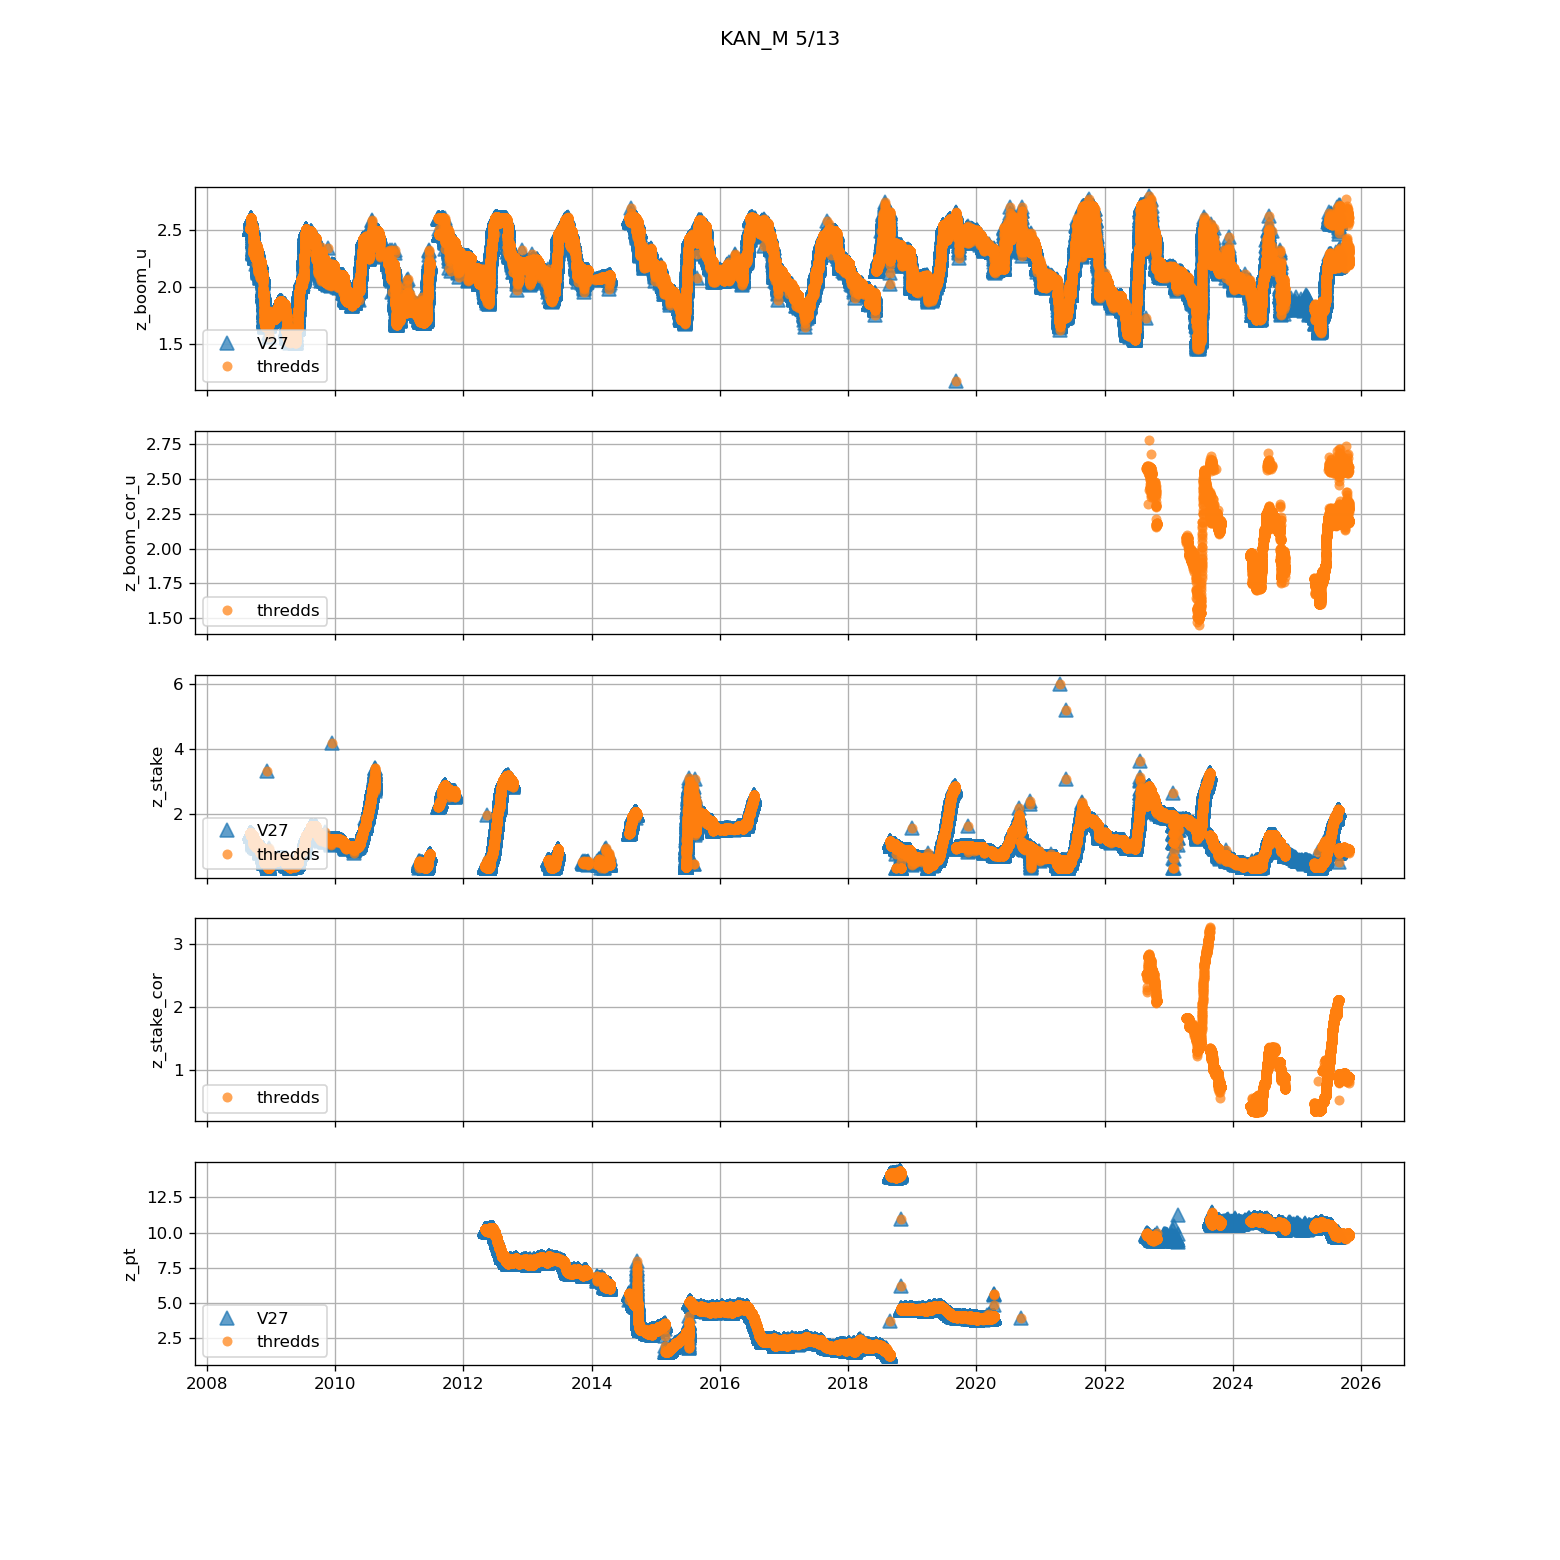 KAN_M 5/13
z_boom_u
2.5
2.0
1.5
V27
thredds
z_boom_cor_u
2.75
2.50
2.25
2.00
1.75
1.50
thredds
z_stake
6
4
2
V27
thredds
z_stake_cor
3
2
1
thredds
z_pt
12.5
10.0
7.5
5.0
2.5
V27
thredds
2008 2010 2012 2014 2016 2018 2020 2022 2024 2026